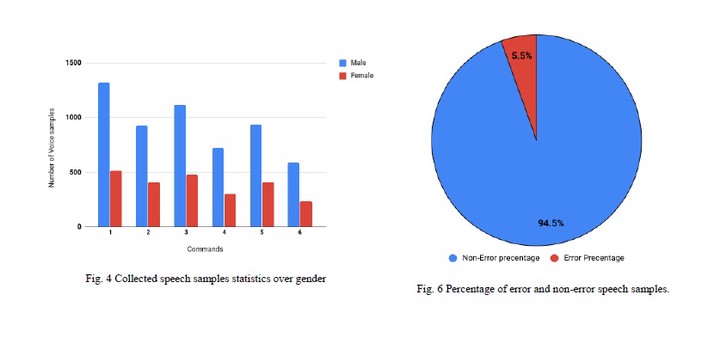 1500
1000
500
0
Number of Voice samples
1
2
3
4
5
6
Commands
Male
Female
Fig. 4 Collected speech samples statistics over gender
5.5%
94.5%
Non-Error precentage
Error Precentage
Fig. 6 Percentage of error and non-error speech samples.